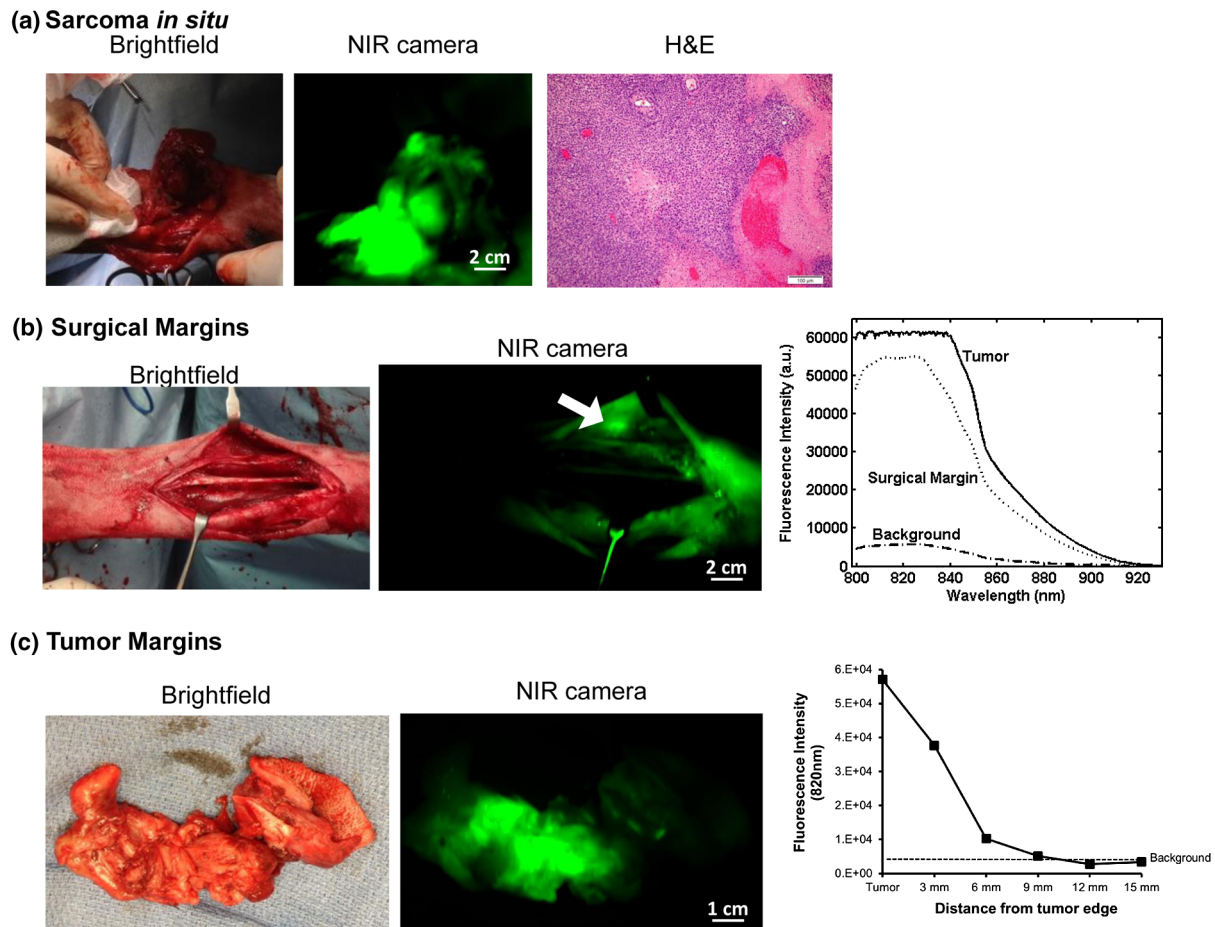 (a) Sarcoma in situ
Brightfield
NIR camera
H&E
2 cm
100 µm
(b) Surgical Margins
Brightfield
NIR camera
2 cm
Fluorescence Intensity (a.u.)
60000
50000
40000
30000
20000
10000
0
Tumor
Surgical Margin
Background
800 820 840 860 880 900 920
Wavelength (nm)
(c) Tumor Margins
Brightfield
NIR camera
1 cm
Fluorescence Intensity
(820nm)
6.E+04
5.E+04
4.E+04
3.E+04
2.E+04
1.E+04
0.E+00
Background
Tumor 3 mm 6 mm 9 mm 12 mm 15 mm
Distance from tumor edge